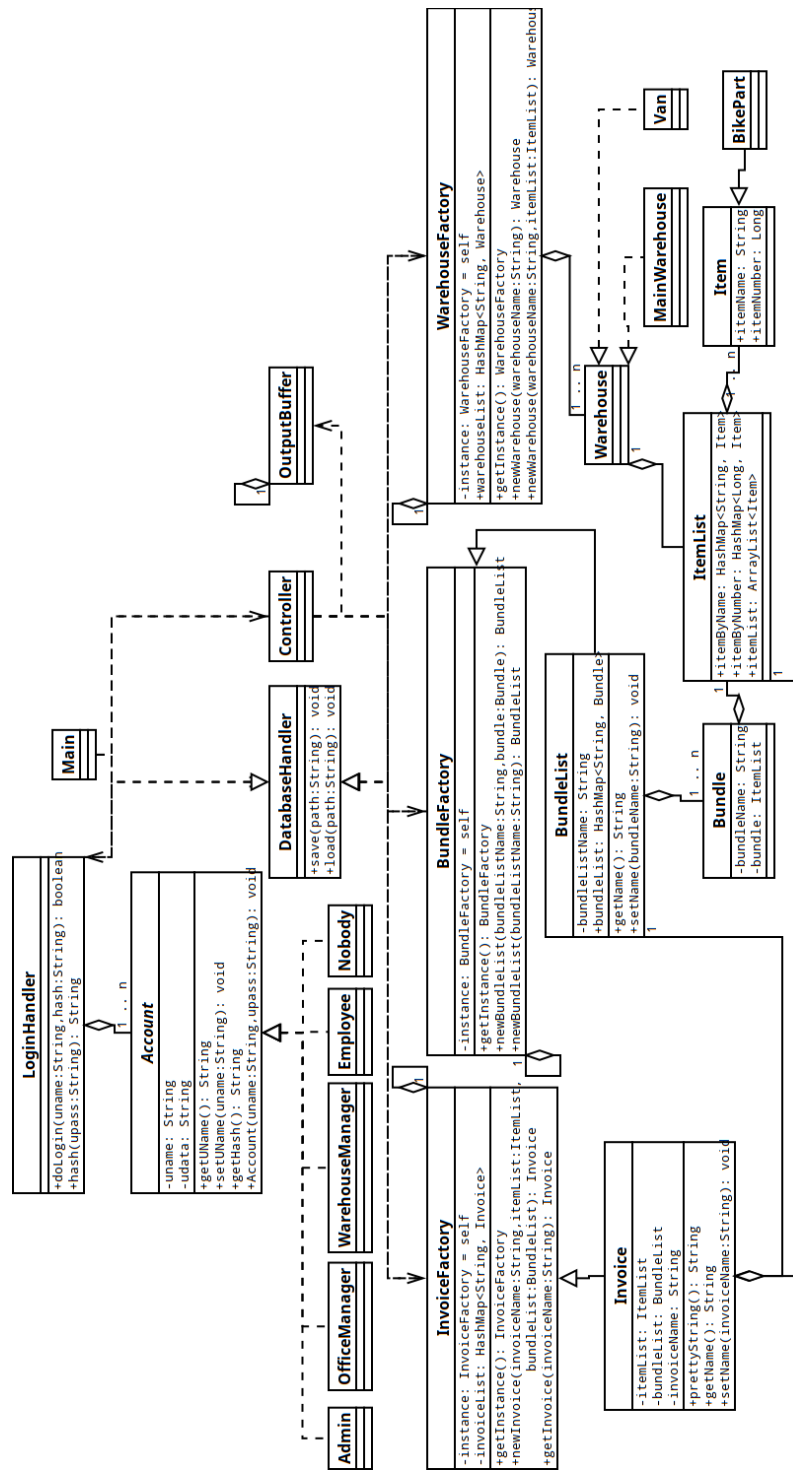 Main
LoginHandler
+doLogin(uname:String,hash:String): boolean
+hash(upass:String): String
1 .. n
Account
-uname: String
-udata: String
+getUName(): String
+setUName(uname:String): void
+getHash(): String
+Account(uname:String,upass:String): void
Admin
OfficeManager
WarehouseManager
Employee
Nobody
DatabaseHandler
+save(path:String): void
+load(path:String): void
Controller
OutputBuffer
1
InvoiceFactory
-instance: InvoiceFactory = self
-invoiceList: HashMap<String, Invoice>
+getInstance(): InvoiceFactory
+newInvoice(invoiceName:String,itemList:ItemList,
bundleList:BundleList): Invoice
+getInvoice(invoiceName:String): Invoice
1
BundleFactory
-instance: BundleFactory = self
+getInstance(): BundleFactory
+newBundleList(bundleListName:String,bundle:Bundle): BundleList
+newBundleList(bundleListName:String): BundleList
1
WarehouseFactory
-instance: WarehouseFactory = self
+warehouseList: HashMap<String, Warehouse>
+getInstance(): WarehouseFactory
+newWarehouse(warehouseName:String): Warehouse
+newWarehouse(warehouseName:String,itemList:ItemList): Warehou
1
Invoice
-itemList: ItemList
-bundleList: BundleList
-invoiceName: String
+prettyString(): String
+getName(): String
+setName(invoiceName:String): void
BundleList
-bundleListName: String
+bundleList: HashMap<String, Bundle>
+getName(): String
+setName(bundleName:String): void
1
1 .. n
Bundle
-bundleName: String
-bundle: ItemList
1
Warehouse
1 .. n
1
MainWarehouse
Van
ItemList
+itemByName: HashMap<String, Item>
+itemByNumber: HashMap<Long, Item>
+itemList: ArrayList<Item>
1
1 .. n
Item
+itemName: String
+itemNumber: Long
BikePart